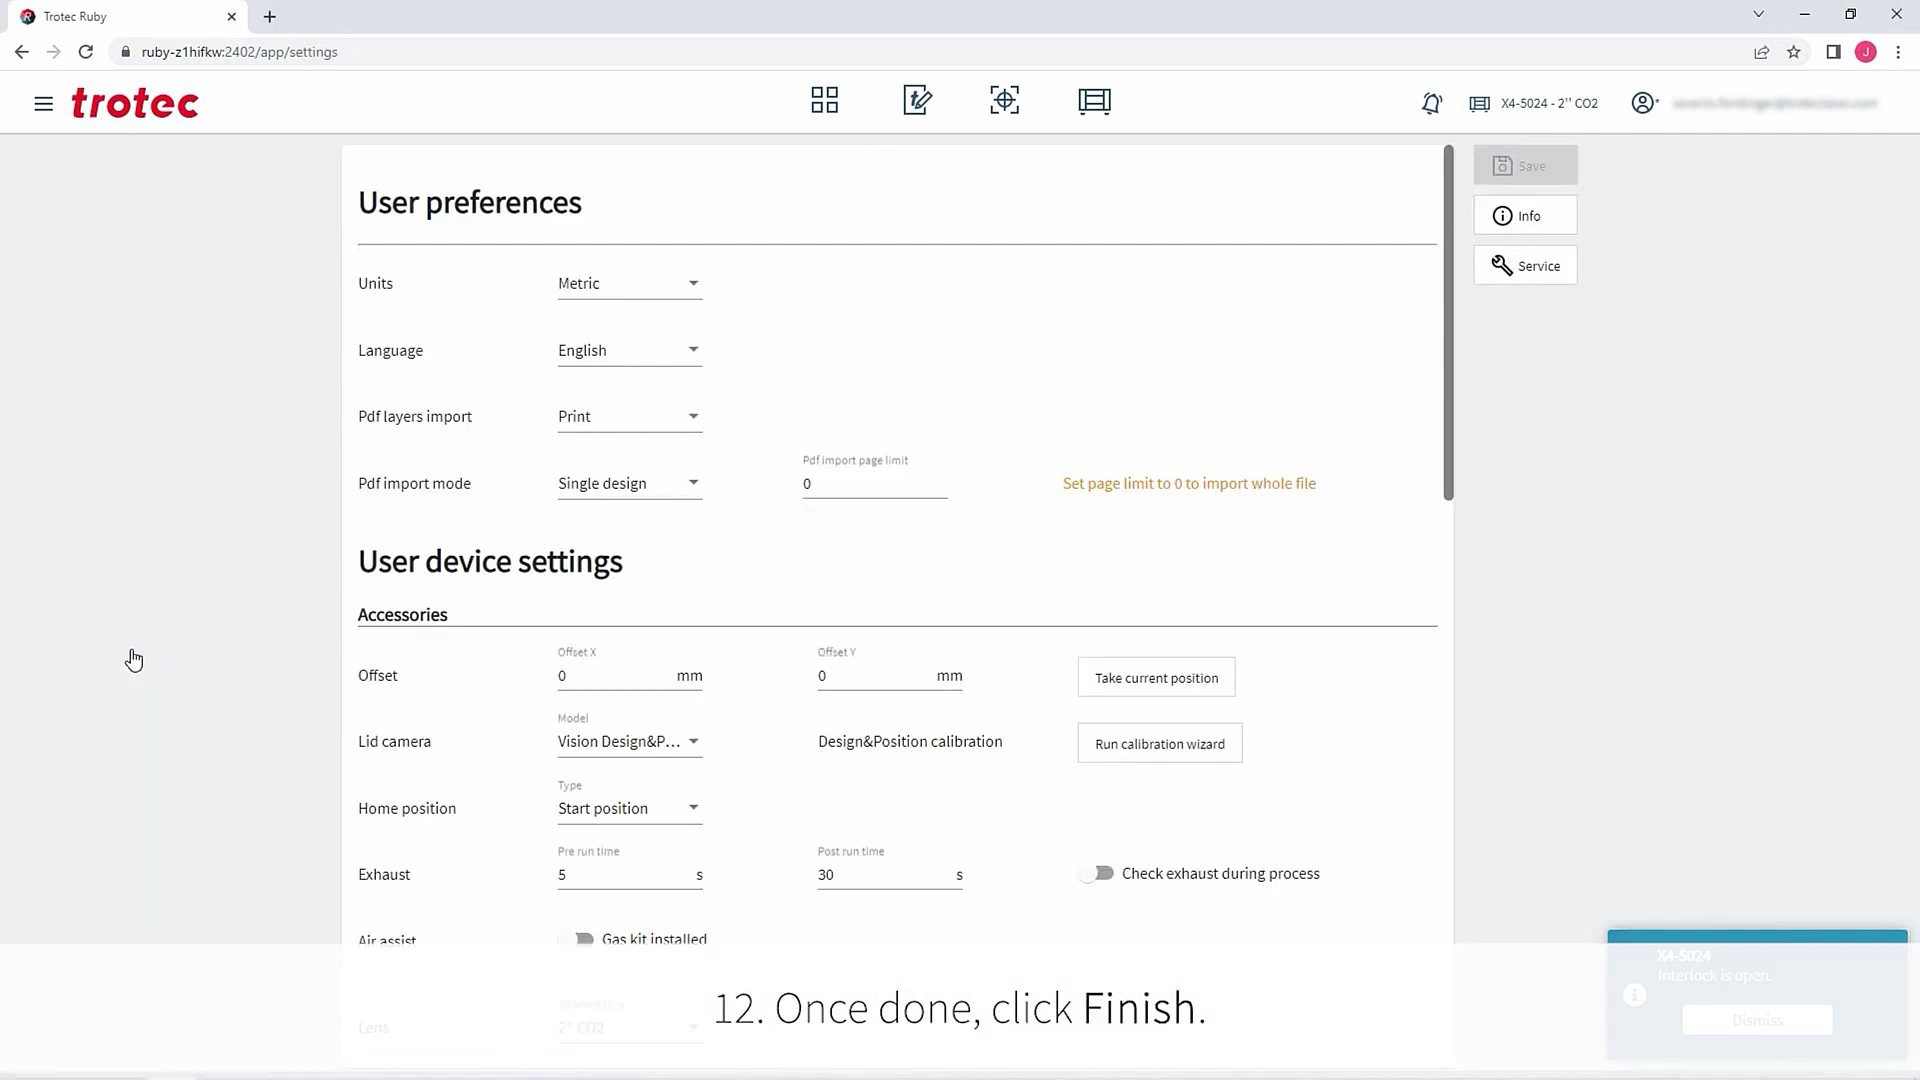 Trotec Ruby
ruby-z1hifkw:2402/app/settings
J
trotec
X4-5024 - 2'' CO2
Save
Info
Service
User preferences
Units Metric
Language English
Pdf layers import Print
Pdf import page limit
Pdf import mode Single design 0 Set page limit to 0 to import whole file
User device settings
Accessories
Offset X Offset Y
Offset 0 mm 0 mm Take current position
Model
Lid camera Vision Design&P... Design&Position calibration Run calibration wizard
Type
Home position Start position
Pre run time Post run time
Exhaust 5 s 30 s Check exhaust during process
Air assist Gas kit installed
X4-5024
Interlock is open.
Dismiss
Lens 2'' CO2
12. Once done, click Finish.